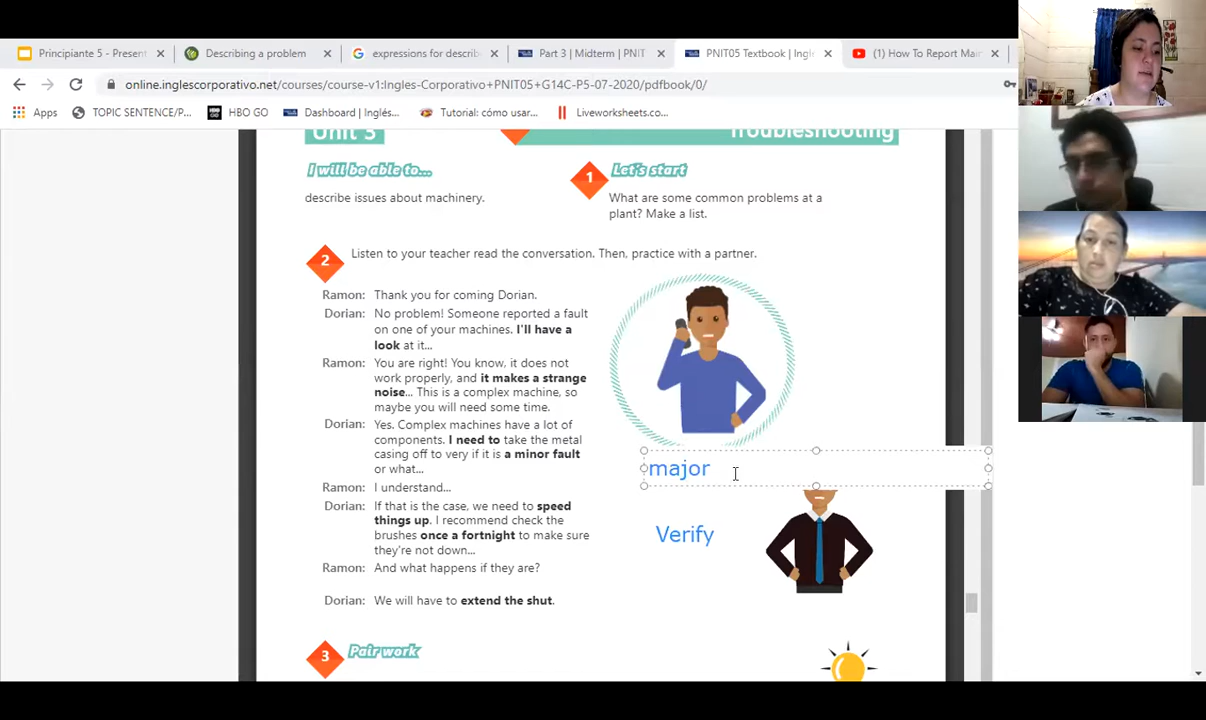 Principiante 5 - Present
Describing a problem
expressions for describe
Part 3 | Midterm | PNIT
PNIT05 Textbook | Ingle
(1) How To Report Mair
online.inglescorporativo.net/courses/course-v1:Ingles-Corporativo+PNIT05+G14C-P5-07-2020/pdfbook/0/
Apps
TOPIC SENTENCE/P...
HBO GO
Dashboard | Inglés...
Tutorial: cómo usar...
Liveworksheets.co...
Unit 3
Troubleshooting
I will be able to...
describe issues about machinery.
1
Let's start
What are some common problems at a
plant? Make a list.
2
Listen to your teacher read the conversation. Then, practice with a partner.
Ramon: Thank you for coming Dorian.
Dorian: No problem! Someone reported a fault
on one of your machines. I'll have a
look at it...
Ramon: You are right! You know, it does not
work properly, and it makes a strange
noise... This is a complex machine, so
maybe you will need some time.
Dorian: Yes. Complex machines have a lot of
components. I need to take the metal
casing off to very if it is a minor fault
or what...
Ramon: I understand...
Dorian: If that is the case, we need to speed
things up. I recommend check the
brushes once a fortnight to make sure
they're not down...
Ramon: And what happens if they are?
Dorian: We will have to extend the shut.
major
Verify
3
Pair work